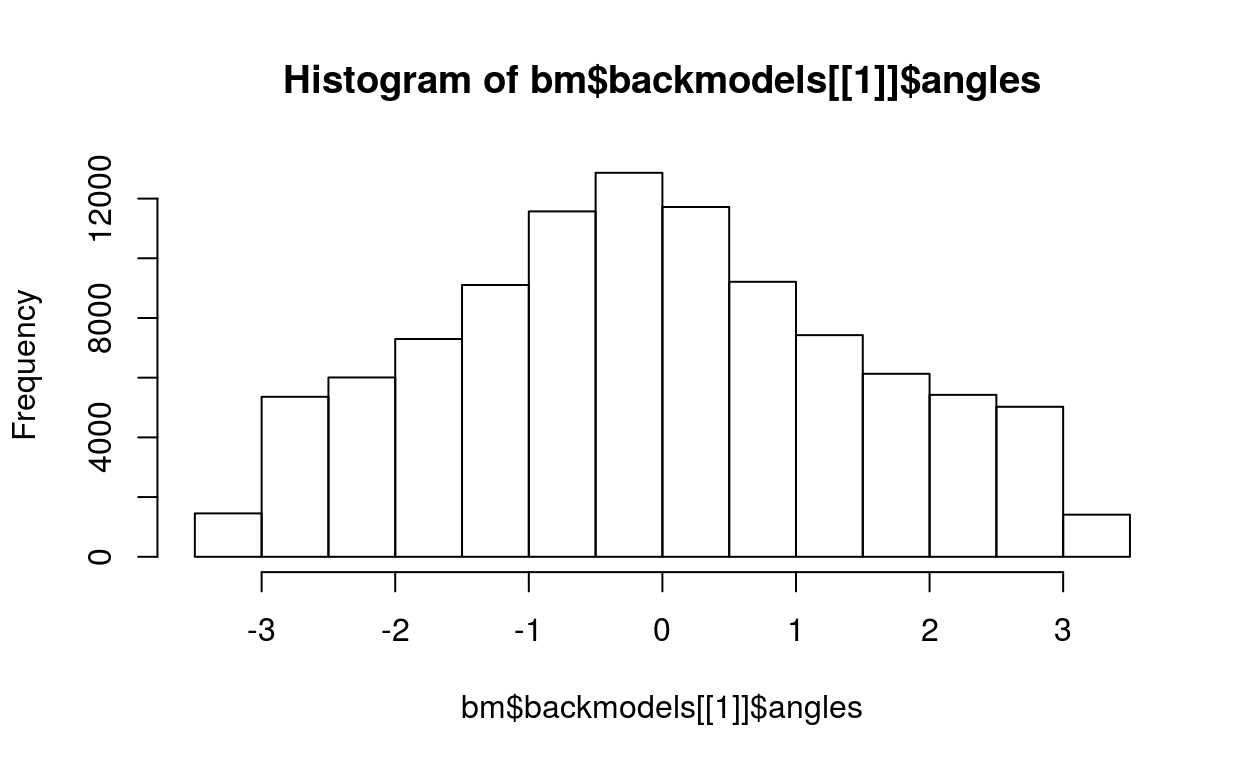 Histogram of bm$backmodels[[1]]$angles
Frequency
12000
8000
4000
0
-3 -2 -1 0 1 2 3
bm$backmodels[[1]]$angles